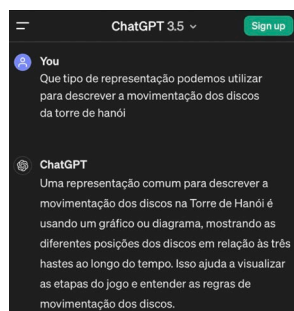 ChatGPT 3.5
Sign up
You
Que tipo de representação podemos utilizar
para descrever a movimentação dos discos
da torre de hanói
ChatGPT
Uma representação comum para descrever a
movimentação dos discos na Torre de Hanói é
usando um gráfico ou diagrama, mostrando as
diferentes posições dos discos em relação às três
hastes ao longo do tempo. Isso ajuda a visualizar
as etapas do jogo e entender as regras de
movimentação dos discos.